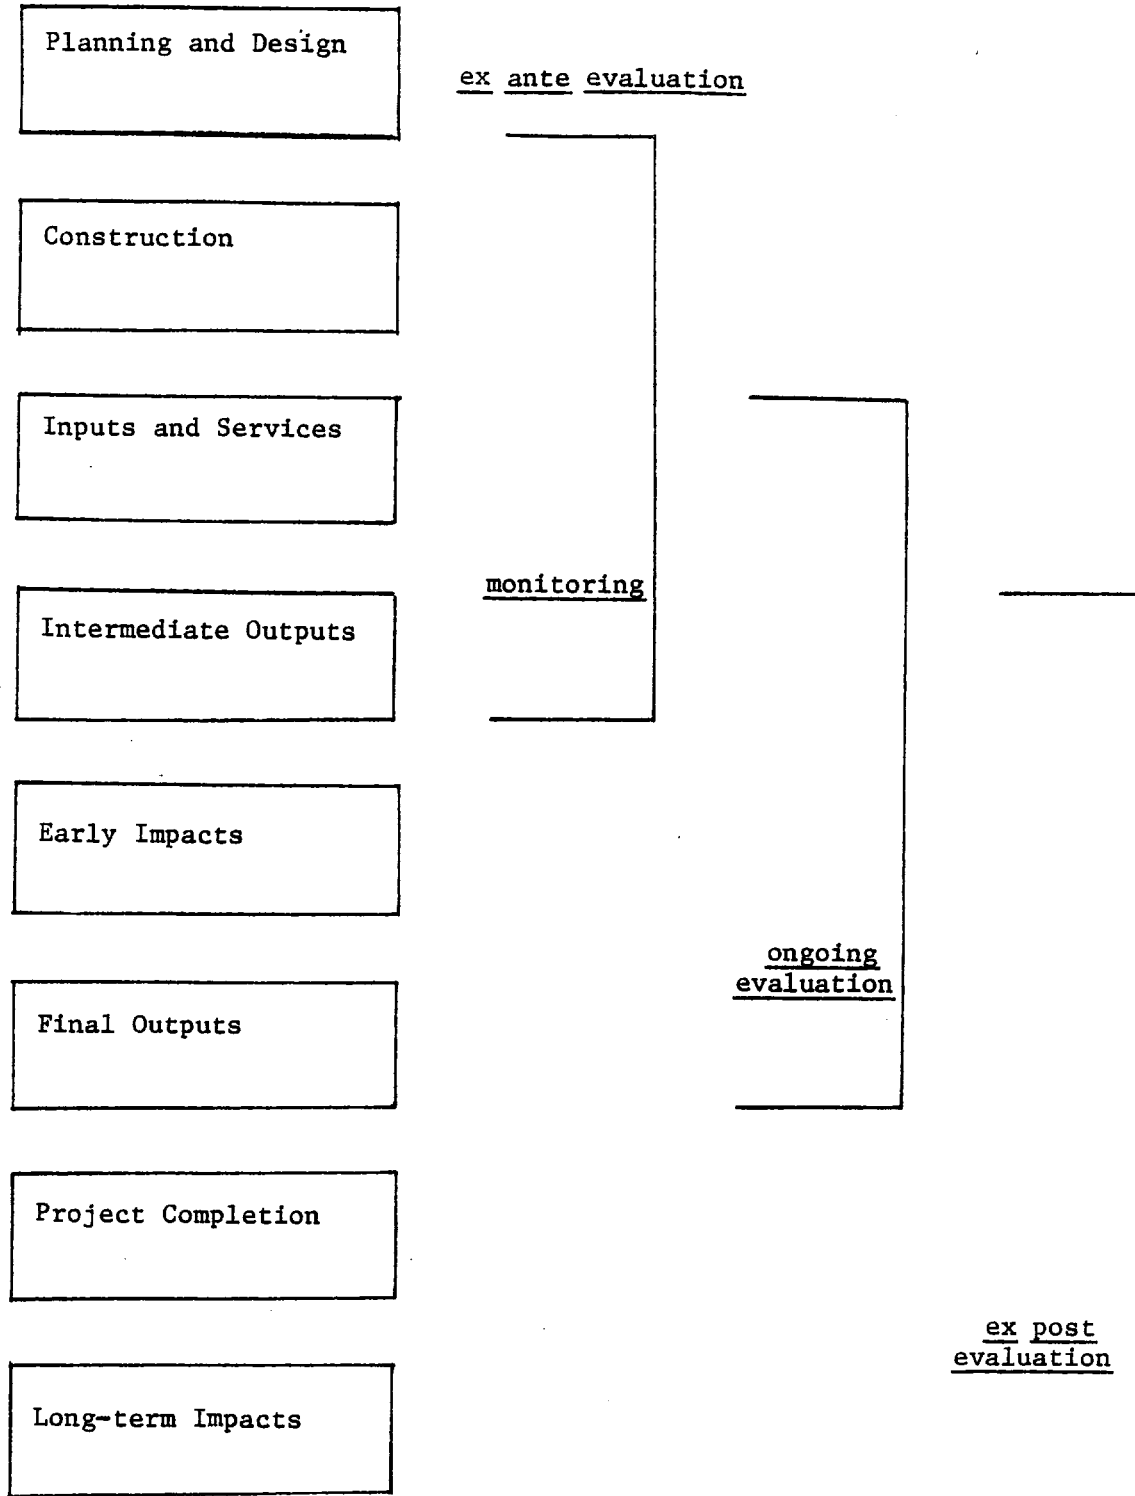 Planning and Design
ex ante evaluation
Construction
Inputs and Services
monitoring
Intermediate Outputs
Early Impacts
ongoing
evaluation
Final Outputs
Project Completion
ex post
evaluation
Long-term Impacts